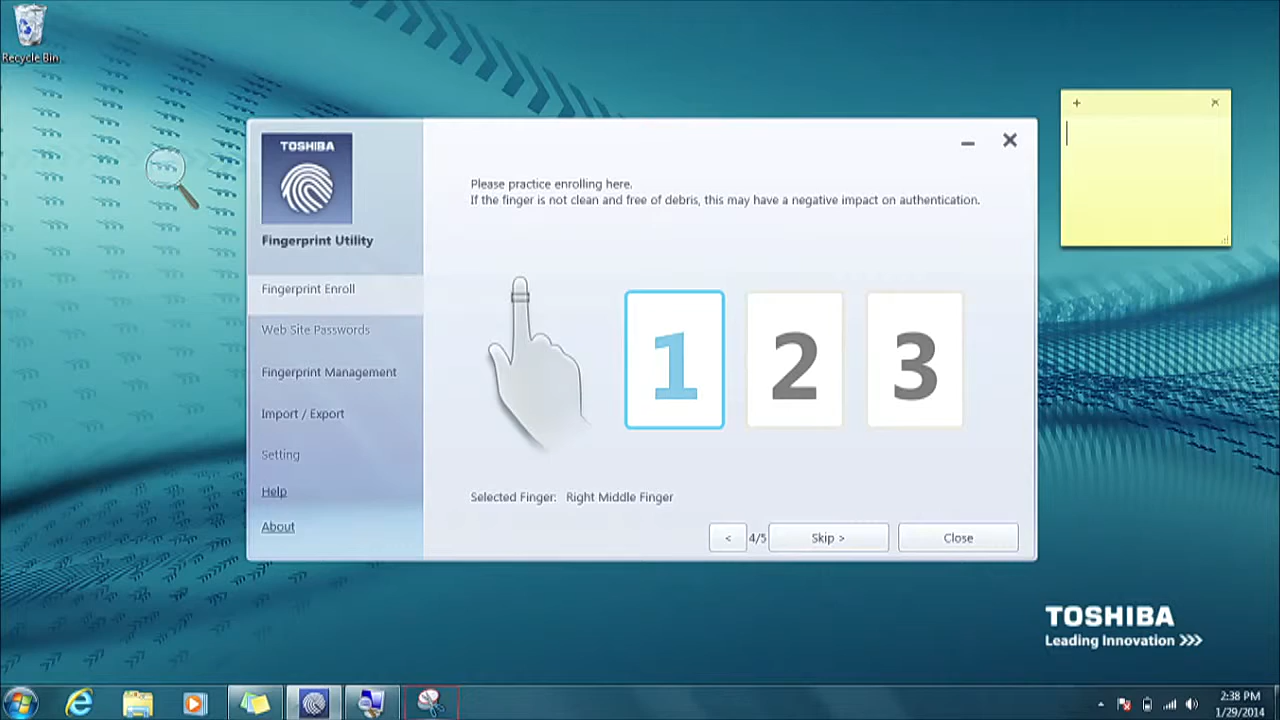 Recycle Bin
+
×
TOSHIBA
Fingerprint Utility
Fingerprint Enroll
Web Site Passwords
Fingerprint Management
Import / Export
Setting
Help
About
Please practice enrolling here.
If the finger is not clean and free of debris, this may have a negative impact on authentication.
1 2 3
Selected Finger: Right Middle Finger
< 4/5 Skip > Close
TOSHIBA
Leading Innovation >>>
2:38 PM
1/29/2014